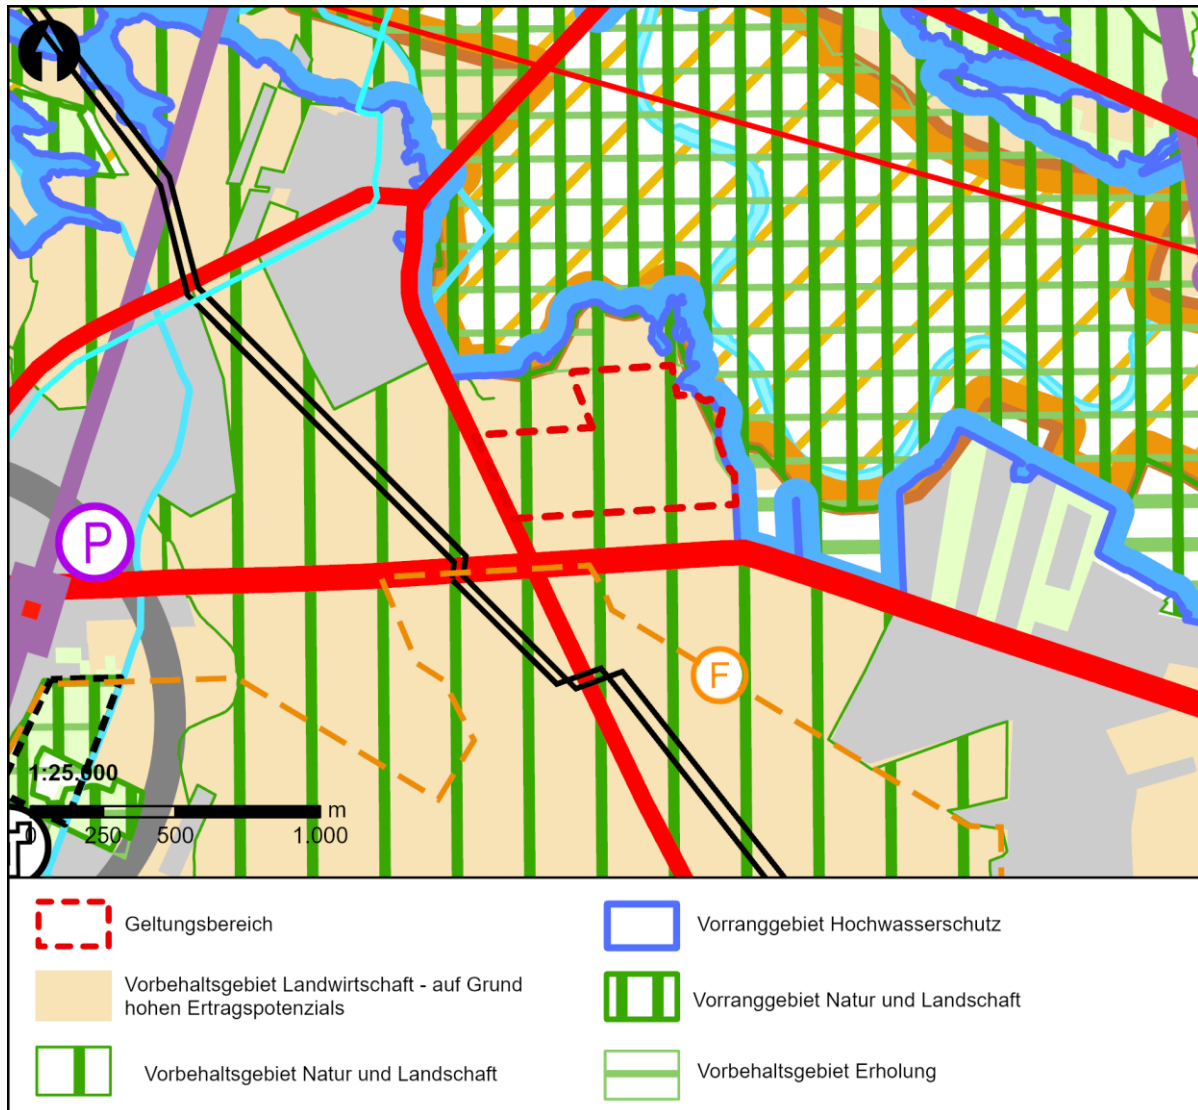 P
F
1:25.000
m
0 250 500 1.000
Geltungsbereich
Vorranggebiet Hochwasserschutz
Vorbehaltsgebiet Landwirtschaft - auf Grund
hohen Ertragspotenzials
Vorranggebiet Natur und Landschaft
Vorbehaltsgebiet Natur und Landschaft
Vorbehaltsgebiet Erholung